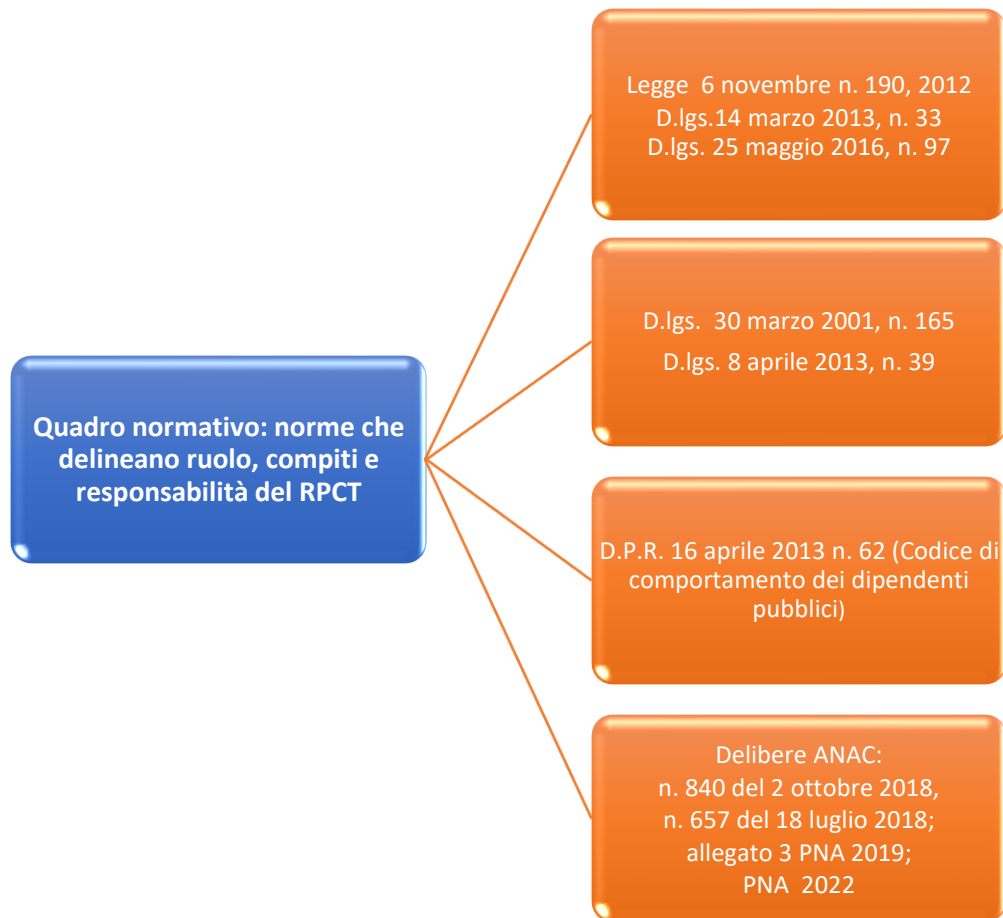 Quadro normativo: norme che
delineano ruolo, compiti e
responsabilità del RPCT
Legge  6 novembre n. 190, 2012
D.lgs.14 marzo 2013, n. 33
D.lgs. 25 maggio 2016, n. 97
D.lgs.  30 marzo 2001, n. 165
D.lgs. 8 aprile 2013, n. 39
D.P.R. 16 aprile 2013 n. 62 (Codice di
comportamento dei dipendenti
pubblici)
Delibere ANAC:
n. 840 del 2 ottobre 2018,
n. 657 del 18 luglio 2018;
allegato 3 PNA 2019;
PNA  2022